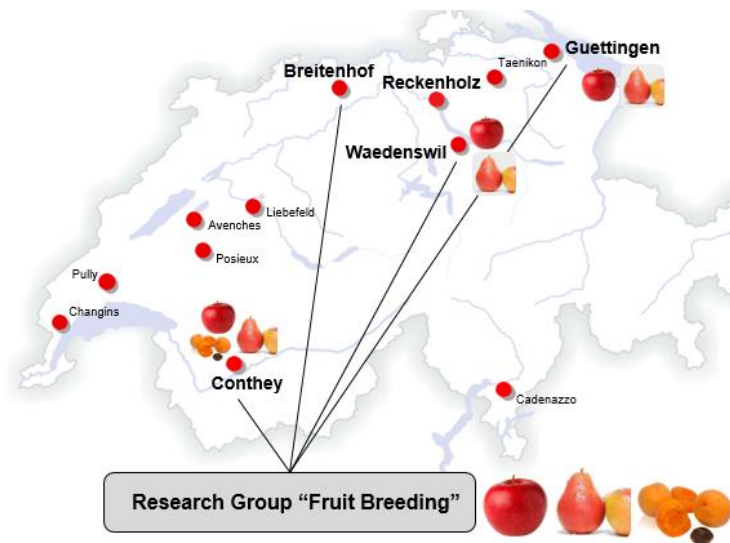 Guettingen
Taenikon
Breitenhof
Reckenholz
Waedenswil
Liebefeld
Avenches
Posieux
Pully
Changins
Conthey
Cadenazzo
Research Group “Fruit Breeding”